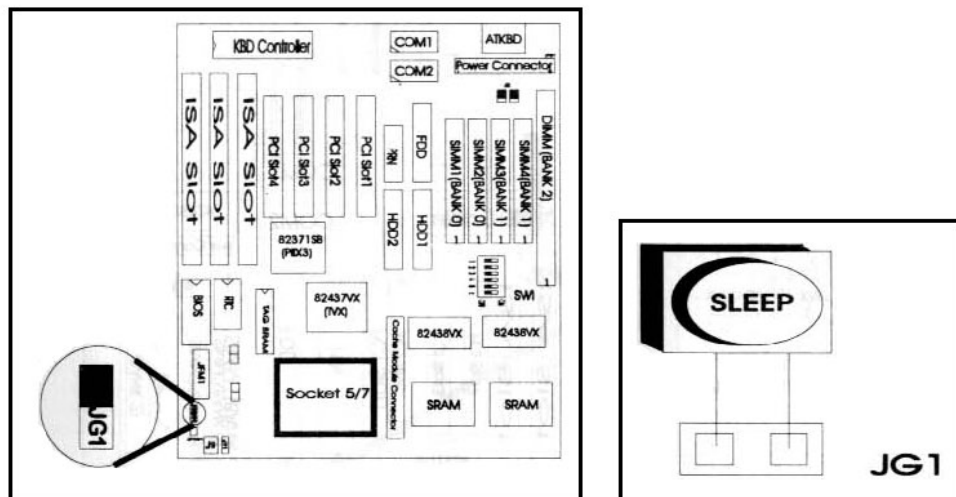 KBD Controller
COM1
COM2
ATKBD
Power Connector
ISA Slot
ISA Slot
ISA Slot
PCI Slot4
PCI Slot3
PCI Slot2
PCI Slot1
FDD
HDD2
HDD1
SIMM1(BANK 0)
SIMM2(BANK 0)
SIMM3(BANK 1)
SIMM4(BANK 1)
DIMM (BANK 2)
82371SB
(PIIX3)
BIOS
RTC
TAG SRAM
82437VX
(TVX)
SW1
82438VX
82438VX
Cache Module Connector
Socket 5/7
SRAM
SRAM
JFM1
JG1
SLEEP
JG1